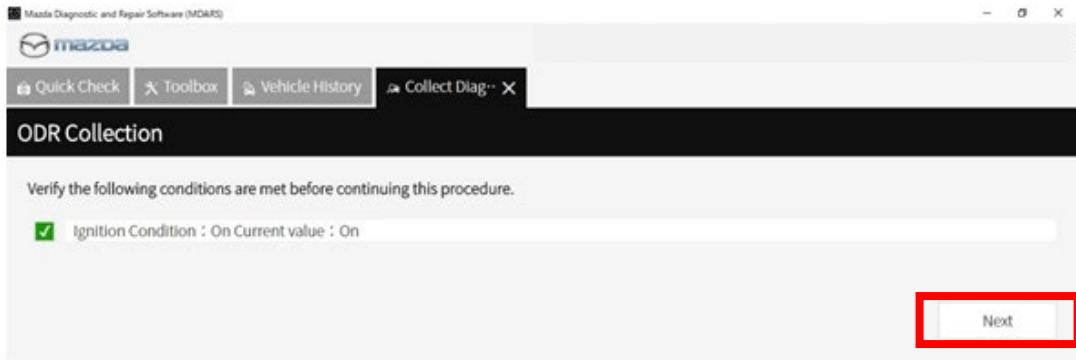 Mazda Diagnostic and Repair Software (MDARS)
mazda
Quick Check
Toolbox
Vehicle History
Collect Diag··
ODR Collection
Verify the following conditions are met before continuing this procedure.
Ignition Condition : On Current value : On
Next